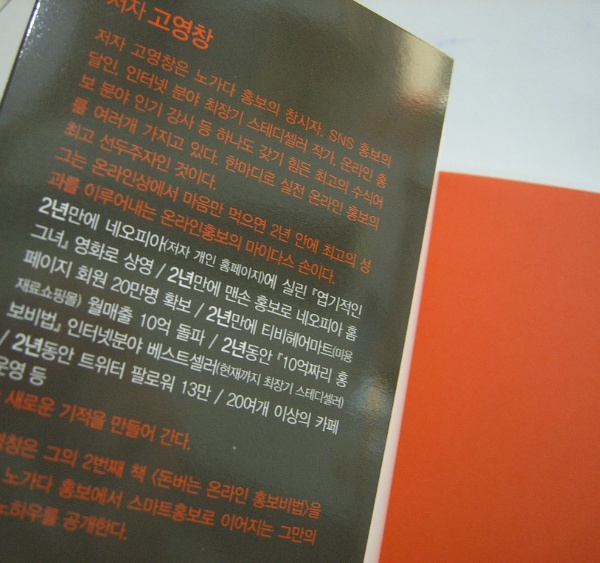 저자 고영창
저자 고영창은 노가다 홍보의 창시자, SNS 홍보의
달인, 인터넷 분야 최장기 스테디셀러 작가, 온라인 홍
보 분야 인기 강사 등 하나도 갖기 힘든 최고의 수식어
를 여러개 가지고 있다. 한마디로 실전 온라인 홍보의
최고 선두주자인 것이다.
그는 온라인상에서 마음만 먹으면 2년 안에 최고의 성
과를 이루어내는 온라인홍보의 마이다스 손이다.
2년만에 네오피아(저자 개인 홈페이지)에 실린 『엽기적인
그녀』 영화로 상영 / 2년만에 맨손 홍보로 네오피아 홈
페이지 회원 20만명 확보 / 2년만에 티비헤어마트(미용
재료쇼핑몰) 월매출 10억 돌파 / 2년동안 『10억짜리 홍
보비법』 인터넷분야 베스트셀러(현재까지 최장기 스테디셀러)
/ 2년동안 트위터 팔로워 13만 / 20여개 이상의 카페
운영 등
새로운 기적을 만들어 간다.
영창은 그의 2번째 책 〈돈버는 온라인 홍보비법〉을
노가다 홍보에서 스마트홍보로 이어지는 그만의
노하우를 공개한다.